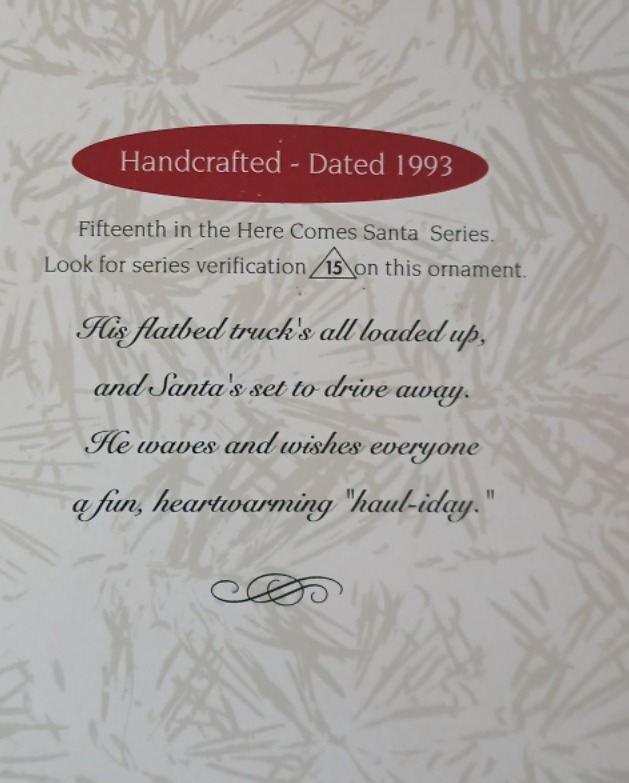 Handcrafted - Dated 1993
Fifteenth in the Here Comes Santa Series.
Look for series verification 15 on this ornament.
His flatbed truck's all loaded up,
and Santa's set to drive away.
He waves and wishes everyone
a fun, heartwarming "haul-iday."